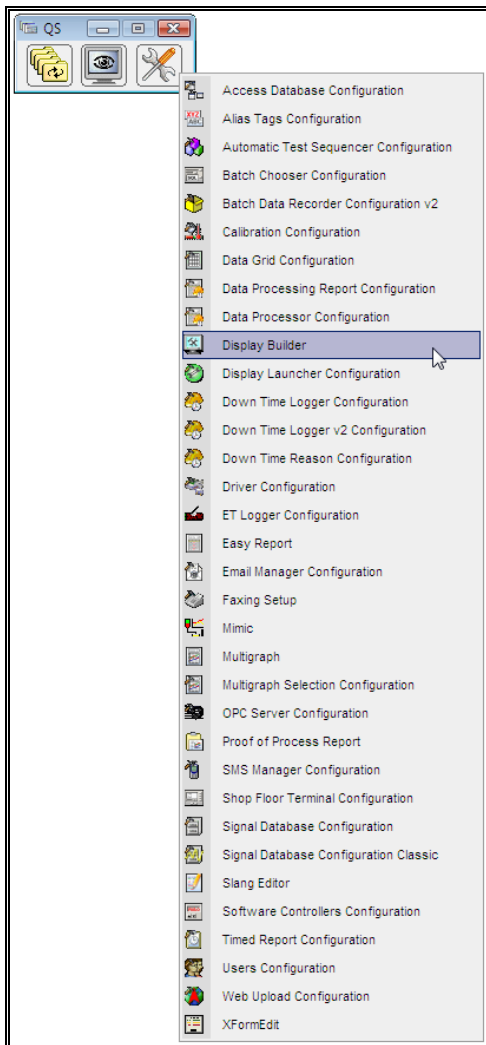 QS
Access Database Configuration
Alias Tags Configuration
Automatic Test Sequencer Configuration
Batch Chooser Configuration
Batch Data Recorder Configuration v2
Calibration Configuration
Data Grid Configuration
Data Processing Report Configuration
Data Processor Configuration
Display Builder
Display Launcher Configuration
Down Time Logger Configuration
Down Time Logger v2 Configuration
Down Time Reason Configuration
Driver Configuration
ET Logger Configuration
Easy Report
Email Manager Configuration
Faxing Setup
Mimic
Multigraph
Multigraph Selection Configuration
OPC Server Configuration
Proof of Process Report
SMS Manager Configuration
Shop Floor Terminal Configuration
Signal Database Configuration
Signal Database Configuration Classic
Slang Editor
Software Controllers Configuration
Timed Report Configuration
Users Configuration
Web Upload Configuration
XFormEdit